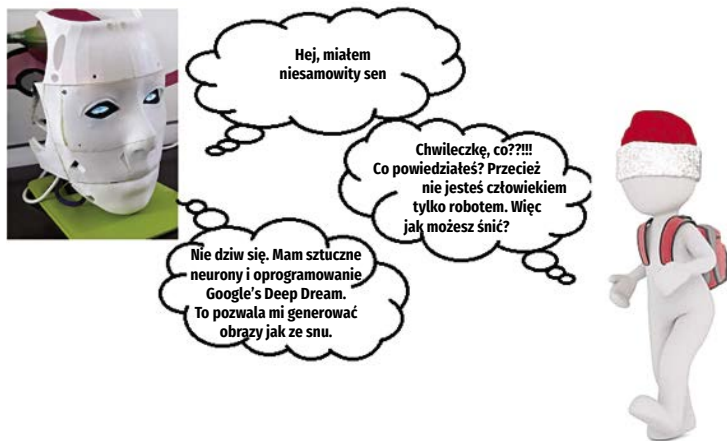 Hej, miałem
niesamowity sen
Chwileczkę, co??!!!
Co powiedziałeś? Przecież
nie jesteś człowiekiem
tylko robotem. Więc
jak możesz śnić?
Nie dziw się. Mam sztuczne
neurony i oprogramowanie
Google's Deep Dream.
To pozwala mi generować
obrazy jak ze snu.